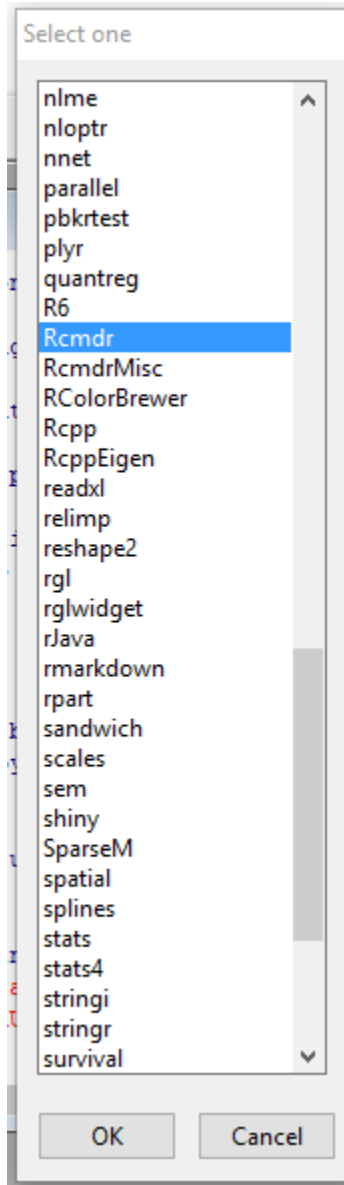 Select one
nlme
nloptr
nnet
parallel
pbkrtest
plyr
quantreg
R6
Rcmdr
RcmdrMisc
RColorBrewer
Rcpp
RcppEigen
readxl
relimp
reshape2
rgl
rglwidget
rJava
rmarkdown
rpart
sandwich
scales
sem
shiny
SparseM
spatial
splines
stats
stats4
stringi
stringr
survival
OK Cancel